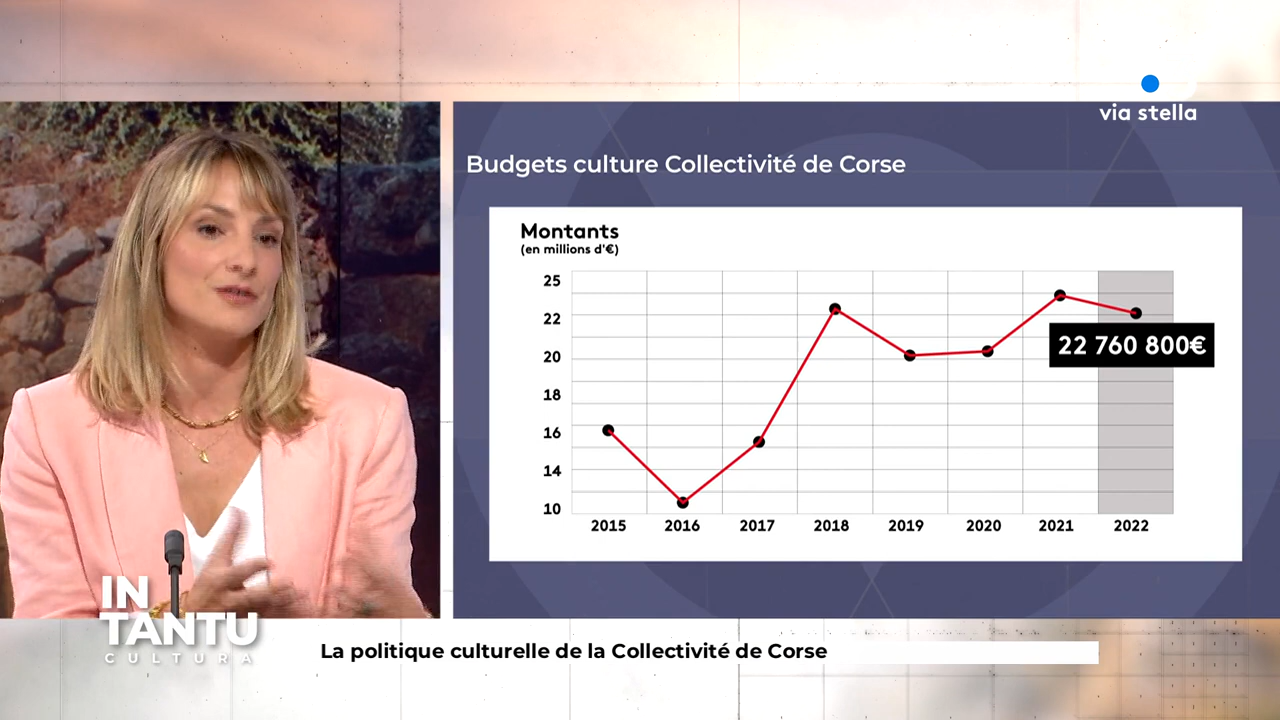 via stella
Budgets culture Collectivité de Corse
Montants
(en millions d'€)
25
22
20
18
16
14
10
22 760 800€
2015 2016 2017 2018 2019 2020 2021 2022
IN
TANTU
CULTURA
La politique culturelle de la Collectivité de Corse